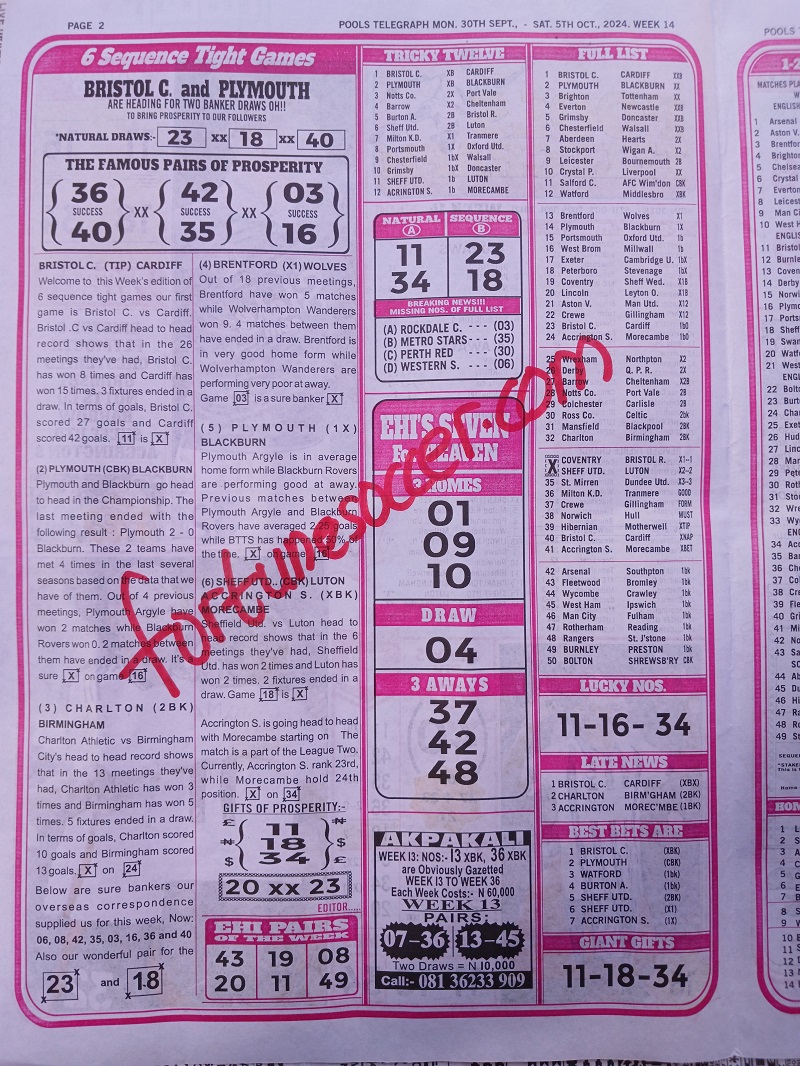 PAGE 2
POOLS TELEGRAPH MON. 30TH SEPT., - SAT. 5TH OCT., 2024. WEEK 14
6 Sequence Tight Games
BRISTOL C. and PLYMOUTH
ARE HEADING FOR TWO BANKER DRAWS OH!!
TO BRING PROSPERITY TO OUR FOLLOWERS
*NATURAL DRAWS:- 23 xx 18 xx 40
THE FAMOUS PAIRS OF PROSPERITY
36 42 03
SUCCESS XX SUCCESS XX SUCCESS
40 35 16
BRISTOL C. (TIP) CARDIFF
Welcome to this Week's edition of
6 sequence tight games our first
game is Bristol C. vs Cardiff.
Bristol .C vs Cardiff head to head
record shows that in the 26
meetings they've had, Bristol C.
has won 8 times and Cardiff has
won 15 times. 3 fixtures ended in a
draw. In terms of goals, Bristol C.
scored 27 goals and Cardiff
scored 42 goals. 11 is X
(2) PLYMOUTH (CBK) BLACKBURN
Plymouth and Blackburn go head
to head in the Championship. The
last meeting ended with the
following result : Plymouth 2 - 0
Blackburn. These 2 teams have
met 4 times in the last several
seasons based on the data that we
have of them. Out of 4 previous
meetings, Plymouth Argyle have
won 2 matches while Blackburn
Rovers won 0. 2 matches between
them have ended in a draw. It's a
sure X on game 16
(3) CHARLTON (2BK)
BIRMINGHAM
Charlton Athletic vs Birmingham
City's head to head record shows
that in the 13 meetings they've
had, Charlton Athletic has won 3
times and Birmingham has won 5
times. 5 fixtures ended in a draw.
In terms of goals, Charlton scored
10 goals and Birmingham scored
13 goals. X on 24
Below are sure bankers our
overseas correspondence
supplied us for this week, Now:
06, 08, 42, 35, 03, 16, 36 and 40
Also our wonderful pair for the
23 and 18
(4) BRENTFORD (X1) WOLVES
Out of 18 previous meetings,
Brentford have won 5 matches
while Wolverhampton Wanderers
won 9. 4 matches between them
have ended in a draw. Brentford is
in very good home form while
Wolverhampton Wanderers are
performing very poor at away.
Game 03 is a sure banker X
(5) PLYMOUTH (1X)
BLACKBURN
Plymouth Argyle is in average
home form while Blackburn Rovers
are performing good at away.
Previous matches between
Plymouth Argyle and Blackburn
Rovers have averaged 2.25 goals
while BTTS has happened 50% of
the time. X on game 16
(6) SHEFF UTD.. (CBK) LUTON
ACCRINGTON S. (XBK)
MORECAMBE
Sheffield Utd. vs Luton head to
head record shows that in the 6
meetings they've had, Sheffield
Utd. has won 2 times and Luton has
won 2 times. 2 fixtures ended in a
draw. Game 18 is X
Accrington S. is going head to head
with Morecambe starting on The
match is a part of the League Two.
Currently, Accrington S. rank 23rd,
while Morecambe hold 24th
position. X on 34
GIFTS OF PROSPERITY:-
£ 11 ₦
₦ 18 $
$ 34 £
20 xx 23
EDITOR.....
EHI PAIRS
OF THE WEEK
43 19 08
20 11 49
TRICKY TWELVE
1 BRISTOL C. XB CARDIFF
2 PLYMOUTH XB BLACKBURN
3 Notts Co. 2X Port Vale
4 Barrow X2 Cheltenham
5 Burton A. 2B Bristol R.
6 Sheff Utd. 2B Luton
7 Milton K.D. X1 Tranmere
8 Portsmouth 1X Oxford Utd.
9 Chesterfield 1bX Walsall
10 Grimsby 1bX Doncaster
11 SHEFF UTD. 1b LUTON
12 ACRINGTON S. 1b MORECAMBE
NATURAL SEQUENCE
A B
11 23
34 18
BREAKING NEWS!!!
MISSING NOS. OF FULL LIST
(A) ROCKDALE C. - - - (03)
(B) METRO STARS - - - (35)
(C) PERTH RED - - - (30)
(D) WESTERN S. - - - (06)
EHI'S SEVEN
For HEAVEN
3 HOMES
01
09
10
DRAW
04
3 AWAYS
37
42
48
AKPAKALI
WEEK 13: NOS:- 13 XBK, 36 XBK
are Obviously Gazetted
WEEK 13 TO WEEK 36
Each Week Costs:- N 60,000
WEEK 13
PAIRS:
07-36 13-45
Two Draws = N 10,000
Call:- 081 36233 909
FULL LIST
1 BRISTOL C. CARDIFF XXB
2 PLYMOUTH BLACKBURN XX
3 Brighton Tottenham XX
4 Everton Newcastle XXB
5 Grimsby Doncaster XXB
6 Chesterfield Walsall XXB
7 Aberdeen Hearts 2X
8 Stockport Wigan A. X2
9 Leicester Bournemouth 2B
10 Crystal P. Liverpool XX
11 Salford C. AFC Wim'don CBK
12 Watford Middlesbro XBK
13 Brentford Wolves X1
14 Plymouth Blackburn 1X
15 Portsmouth Oxford Utd. 1b
16 West Brom Millwall 1b
17 Exeter Cambridge U. 1bX
18 Peterboro Stevenage 1bX
19 Coventry Sheff Wed. X18
20 Lincoln Leyton O. X18
21 Aston V. Man Utd. X12
22 Crewe Gillingham X12
23 Bristol C. Cardiff 1b0
24 Accrington S. Morecambe 1b0
25 Wrexham Northpton X2
26 Derby Q. P. R. 2X
27 Barrow Cheltenham X2B
28 Notts Co. Port Vale 2B
29 Colchester Carlisle 2B
30 Ross Co. Celtic 2bk
31 Mansfield Blackpool 2BK
32 Charlton Birmingham 2BK
X COVENTRY BRISTOL R. X1-1
SHEFF UTD. LUTON X2-2
35 St. Mirren Dundee Utd. X3-3
36 Milton K.D. Tranmere GOOD
37 Crewe Gillingham FORM
38 Norwich Hull MUST
39 Hibernian Motherwell XTIP
40 Bristol C. Cardiff XNAP
41 Accrington S. Morecambe XBET
42 Arsenal Southpton 1bk
43 Fleetwood Bromley 1bk
44 Wycombe Crawley 1bk
45 West Ham Ipswich 1bk
46 Man City Fulham 1bk
47 Rotherham Reading 1bk
48 Rangers St. J'stone 1bk
49 BURNLEY PRESTON 1bk
50 BOLTON SHREWSB'RY CBK
LUCKY NOS.
11-16- 34
LATE NEWS
1 BRISTOL C. CARDIFF (XBX)
2 CHARLTON BIRM'GHAM (2BK)
3 ACCRINGTON MOREC'MBE (1BK)
BEST BETS ARE
1 BRISTOL C. (XBK)
2 PLYMOUTH (CBK)
3 WATFORD (1bk)
4 BURTON A. (1bk)
5 SHEFF UTD. (2BK)
6 SHEFF UTD. (X1)
7 ACCRINGTON S. (1X)
GIANT GIFTS
11-18-34
fortunesoccer.com